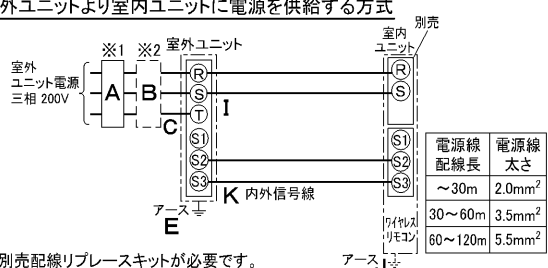 外ユニットより室内ユニットに電源を供給する方式
※1
※2
室外ユニット
室内
ユニット
別売
室外
ユニット電源
三相 200V
A
B
C
R
S
T
S1
S2
S3
I
K 内外信号線
アース
E
R
S
S1
S2
S3
ワイヤレス
リモコン
アース
電源線
配線長
電源線
太さ
～30m
2.0mm²
30～60m
3.5mm²
60～120m
5.5mm²
別売配線リプレースキットが必要です。